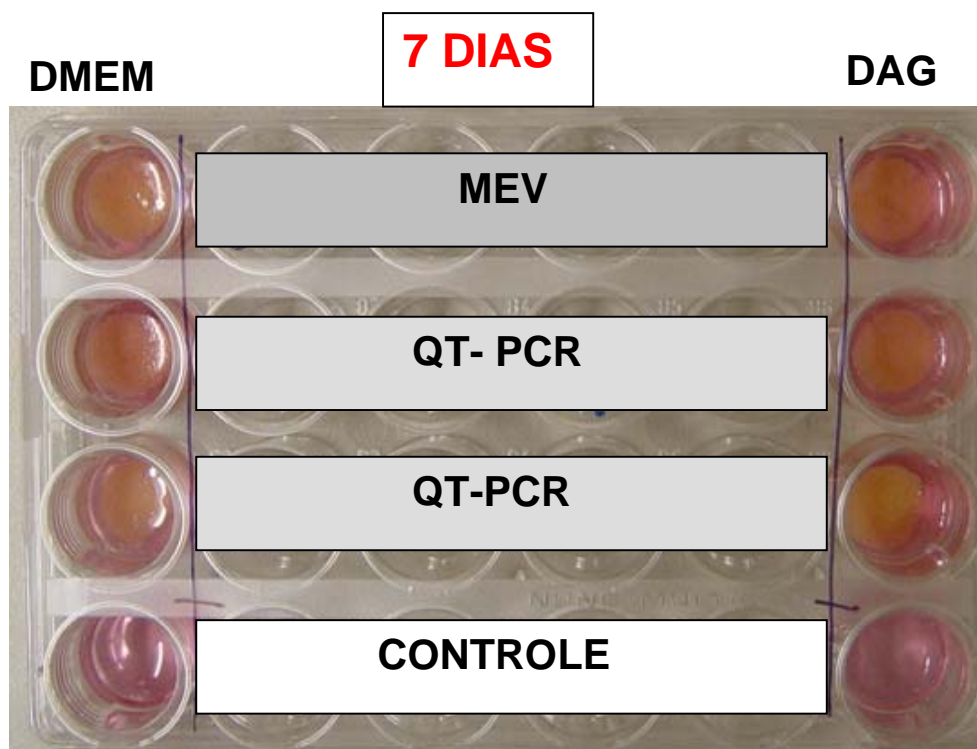 7 DIAS
DMEM
DAG
MEV
QT- PCR
QT-PCR
CONTROLE